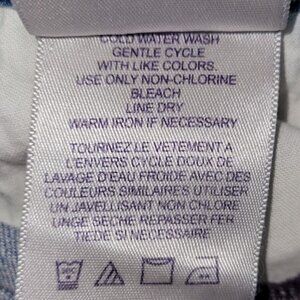 COLD WATER WASH
GENTLE CYCLE
WITH LIKE COLORS.
USE ONLY NON-CHLORINE
BLEACH
LINE DRY
WARM IRON IF NECESSARY
TOURNEZ LE VETEMENT A
L'ENVERS CYCLE DOUX DE
LAVAGE D'EAU FROIDE AVEC DES
COULEURS SIMILAIRES UTILISER
UN JAVELLISANT NON CHLORE
UNGE SECHE REPASSER FER
TIEDE SI NECESSAIRE